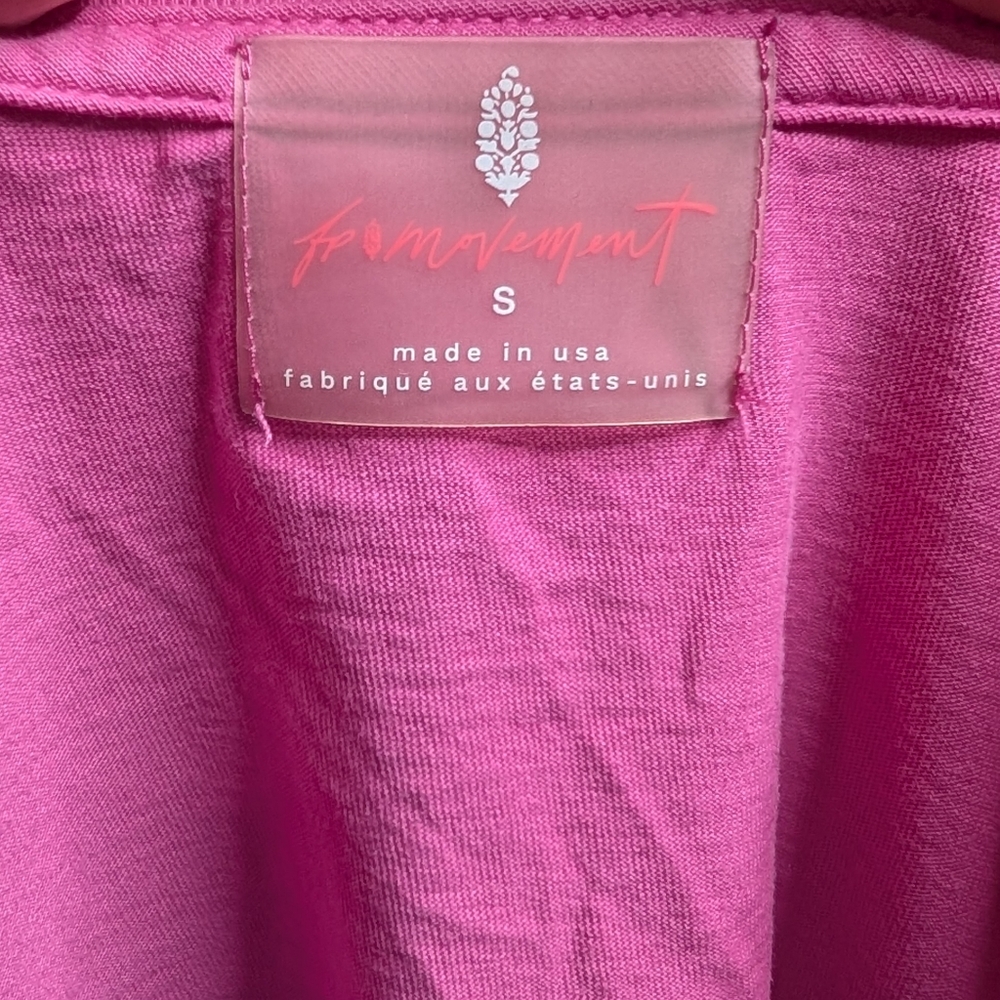 fp movement
S
made in usa
fabriqué aux états-unis